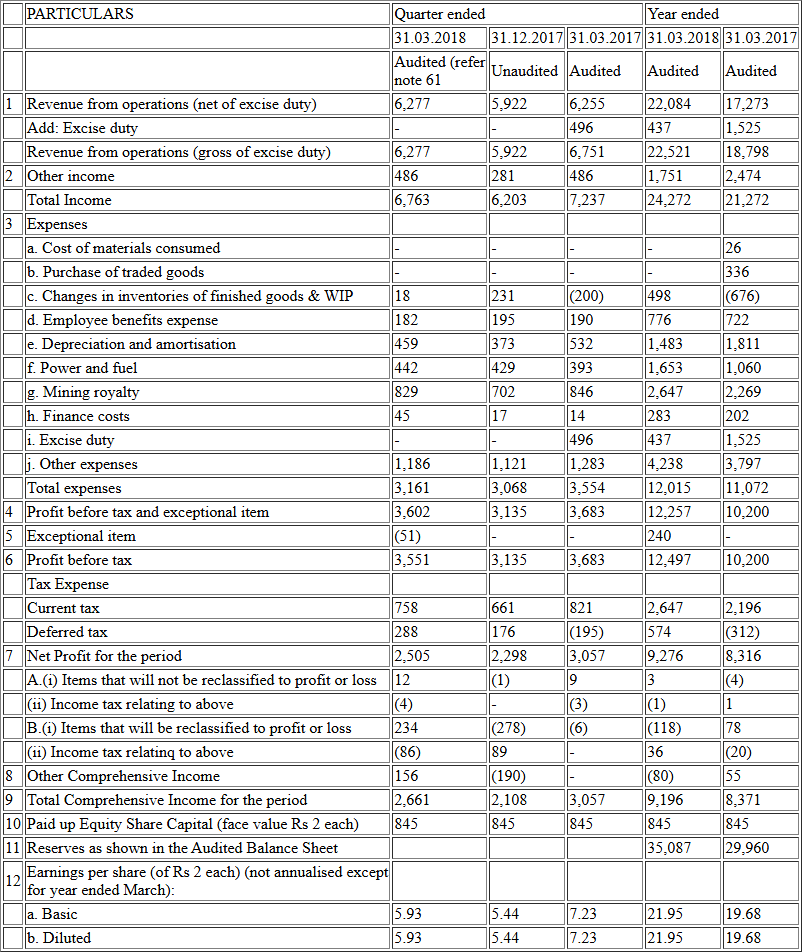 PARTICULARS Quarter ended Year ended
31.03.2018 31.12.2017 31.03.2017 31.03.2018 31.03.2017
Audited (refer note 61 Unaudited Audited Audited Audited
1 Revenue from operations (net of excise duty) 6,277 5,922 6,255 22,084 17,273
Add: Excise duty - - 496 437 1,525
Revenue from operations (gross of excise duty) 6,277 5,922 6,751 22,521 18,798
2 Other income 486 281 486 1,751 2,474
Total Income 6,763 6,203 7,237 24,272 21,272
3 Expenses
a. Cost of materials consumed - - - - 26
b. Purchase of traded goods - - - - 336
c. Changes in inventories of finished goods & WIP 18 231 (200) 498 (676)
d. Employee benefits expense 182 195 190 776 722
e. Depreciation and amortisation 459 373 532 1,483 1,811
f. Power and fuel 442 429 393 1,653 1,060
g. Mining royalty 829 702 846 2,647 2,269
h. Finance costs 45 17 14 283 202
i. Excise duty - - 496 437 1,525
j. Other expenses 1,186 1,121 1,283 4,238 3,797
Total expenses 3,161 3,068 3,554 12,015 11,072
4 Profit before tax and exceptional item 3,602 3,135 3,683 12,257 10,200
5 Exceptional item (51) - - 240 -
6 Profit before tax 3,551 3,135 3,683 12,497 10,200
Tax Expense
Current tax 758 661 821 2,647 2,196
Deferred tax 288 176 (195) 574 (312)
7 Net Profit for the period 2,505 2,298 3,057 9,276 8,316
A.(i) Items that will not be reclassified to profit or loss 12 (1) 9 3 (4)
(ii) Income tax relating to above (4) - (3) (1) 1
B.(i) Items that will be reclassified to profit or loss 234 (278) (6) (118) 78
(ii) Income tax relatinq to above (86) 89 - 36 (20)
8 Other Comprehensive Income 156 (190) - (80) 55
9 Total Comprehensive Income for the period 2,661 2,108 3,057 9,196 8,371
10 Paid up Equity Share Capital (face value Rs 2 each) 845 845 845 845 845
11 Reserves as shown in the Audited Balance Sheet 35,087 29,960
12 Earnings per share (of Rs 2 each) (not annualised except
for year ended March):
a. Basic 5.93 5.44 7.23 21.95 19.68
b. Diluted 5.93 5.44 7.23 21.95 19.68